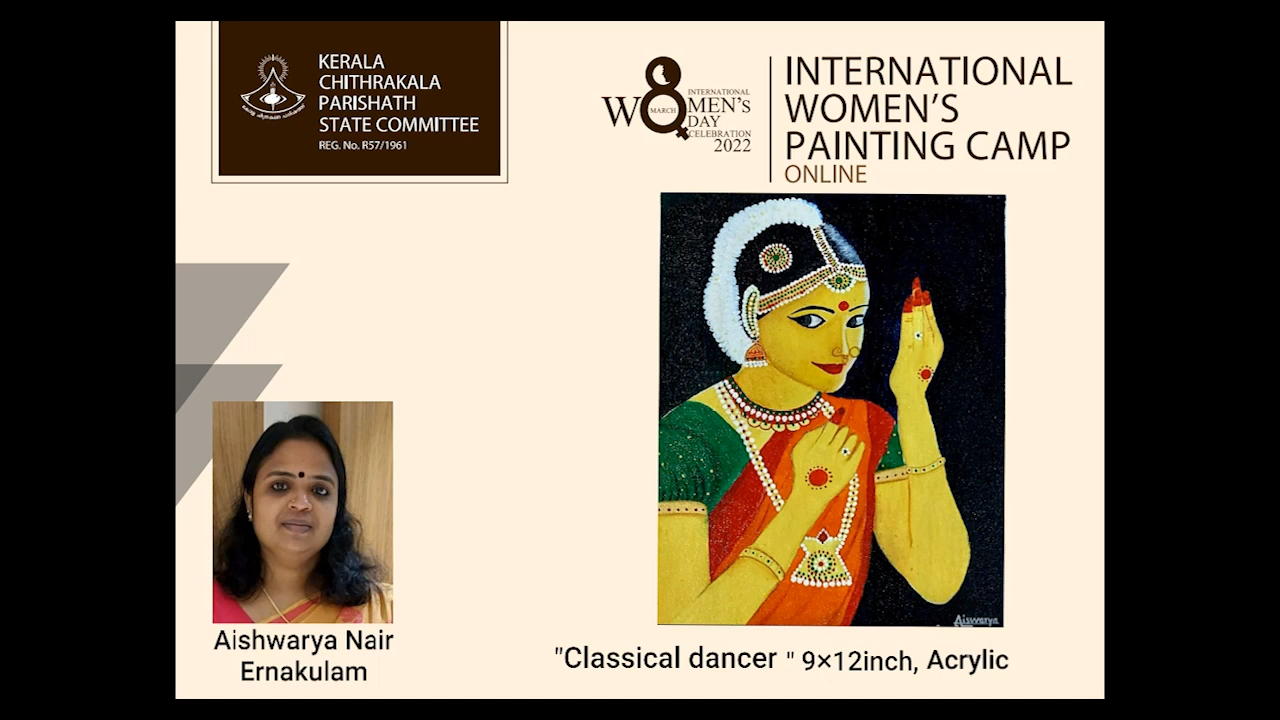 KERALA
CHITHRAKALA
PARISHATH
STATE COMMITTEE
REG. No. R57/1961
INTERNATIONAL
WOMEN'S
MARCH
DAY
CELEBRATION
2022
INTERNATIONAL
WOMEN'S
PAINTING CAMP
ONLINE
Aiswarya
Aishwarya Nair
Ernakulam
"Classical dancer " 9×12inch, Acrylic